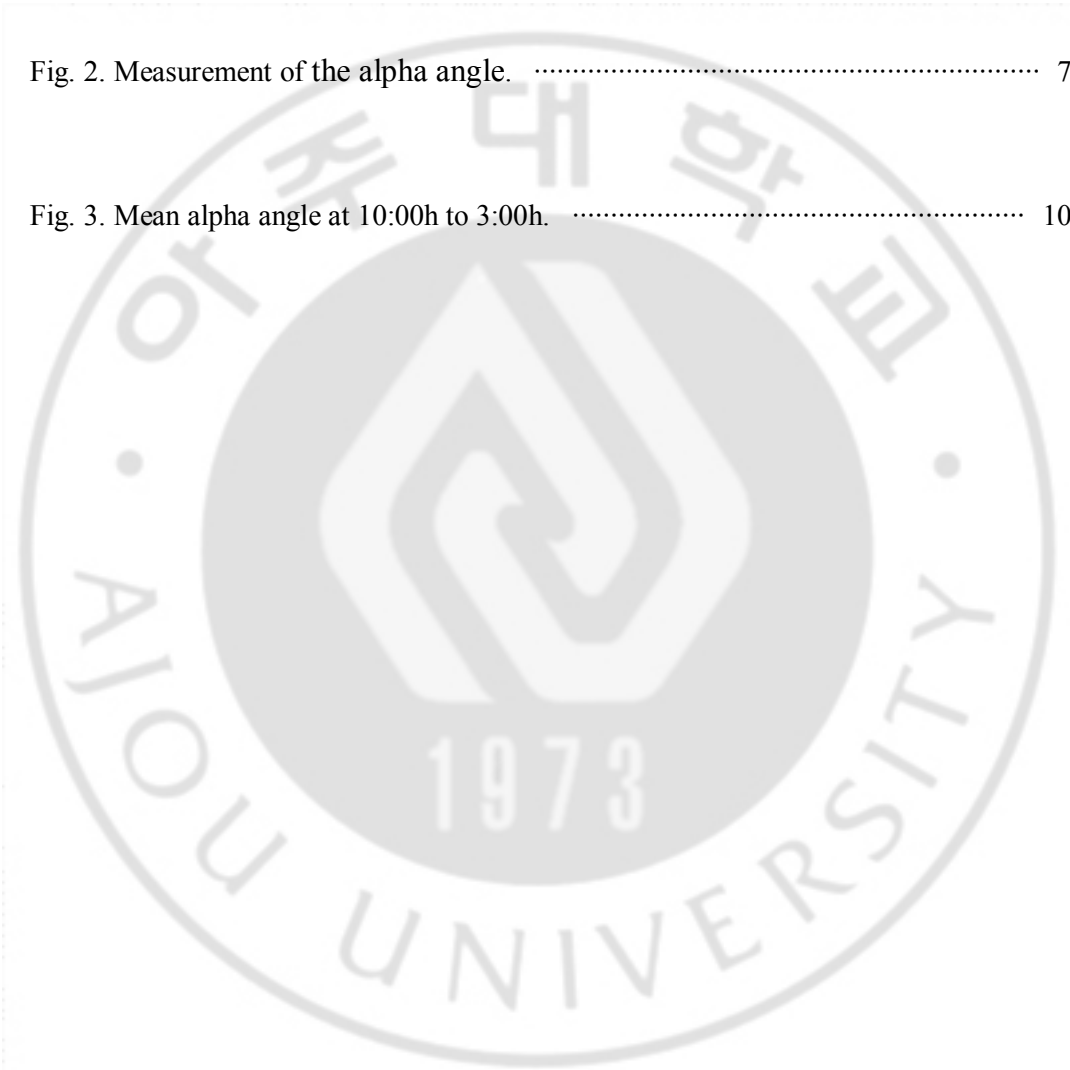 Fig. 2. Measurement of the alpha angle. ································································ 7
Fig. 3. Mean alpha angle at 10:00h to 3:00h. ························································· 10
아주대학교
1973
AJOU UNIVERSITY